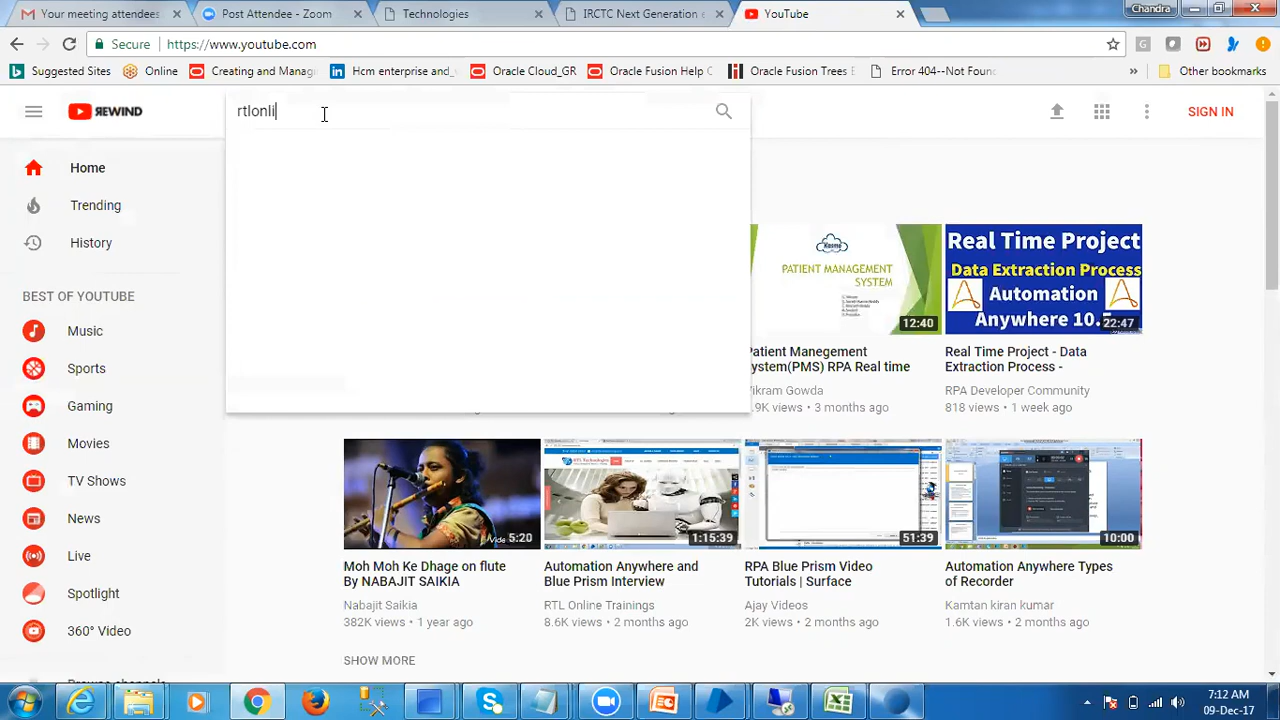 Your meeting attendees
Post Attendee - Zoom
Technologies
IRCTC Next Generation e
YouTube
Chandra
Secure
https://www.youtube.com
Suggested Sites
Online
Creating and Manag
Hcm enterprise and
Oracle Cloud_GR
Oracle Fusion Help C
Oracle Fusion Trees E
Error 404--Not Found
»
Other bookmarks
REWIND
rtlonli
SIGN IN
Home
Trending
History
BEST OF YOUTUBE
Music
Sports
Gaming
Movies
TV Shows
News
Live
Spotlight
360° Video
Kosmo
PATIENT MANAGEMENT
SYSTEM
12:40
Patient Manegement
System(PMS) RPA Real time
Vikram Gowda
.9K views • 3 months ago
Real Time Project
Data Extraction Process
Automation
Anywhere 10.5
22:47
Real Time Project - Data
Extraction Process -
RPA Developer Community
818 views • 1 week ago
5:20
Moh Moh Ke Dhage on flute
By NABAJIT SAIKIA
Nabajit Saikia
382K views • 1 year ago
1:15:39
Automation Anywhere and
Blue Prism Interview
RTL Online Trainings
8.6K views • 2 months ago
51:39
RPA Blue Prism Video
Tutorials | Surface
Ajay Videos
2K views • 2 months ago
10:00
Automation Anywhere Types
of Recorder
Kamtan kiran kumar
1.6K views • 2 months ago
SHOW MORE
7:12 AM
09-Dec-17